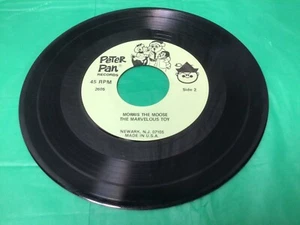 Peter Pan
RECORDS
45 RPM
Side 2
MORRIS THE MOOSE
THE MARVELOUS TOY
NEWARK, N.J. 07105
MADE IN U.S.A.